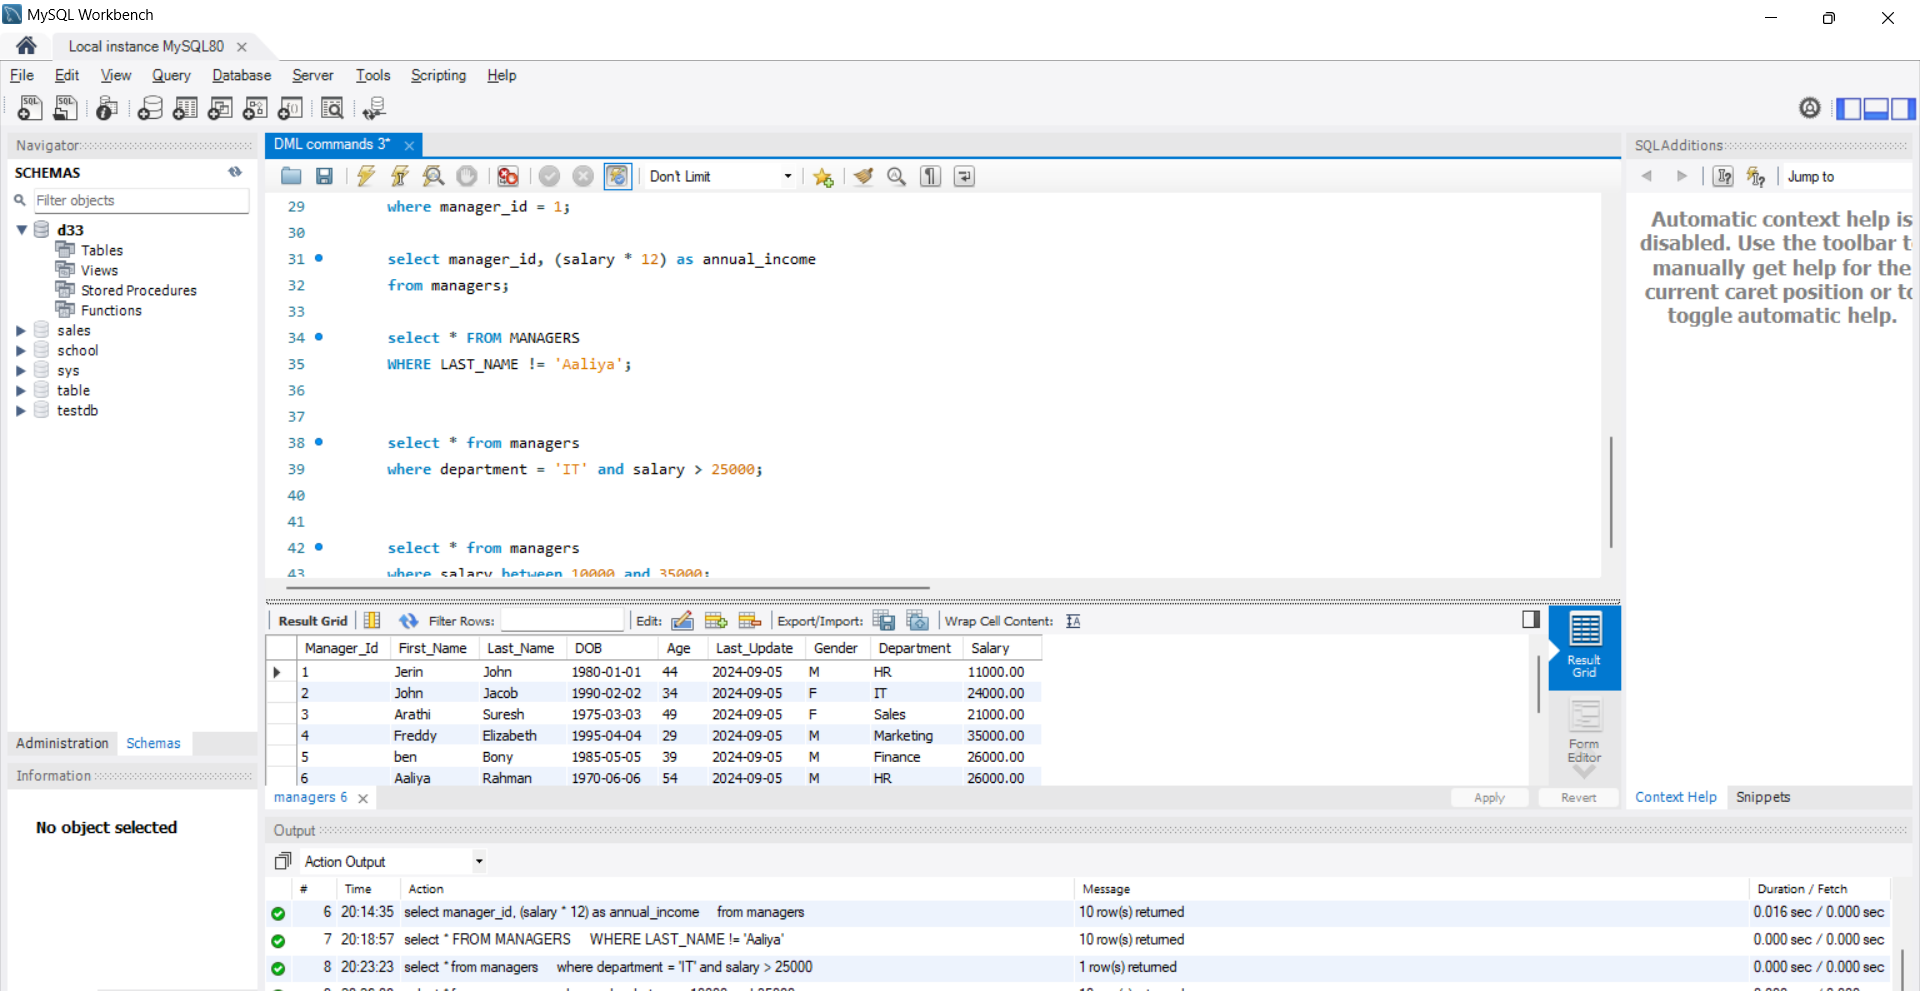 MySQL Workbench
Local instance MySQL80
File Edit View Query Database Server Tools Scripting Help
Navigator
SCHEMAS
Filter objects
d33
Tables
Views
Stored Procedures
Functions
sales
school
sys
table
testdb
Administration Schemas
Information
No object selected
DML commands 3*
Don't Limit
29 where manager_id = 1;
30
31 select manager_id, (salary * 12) as annual_income
32 from managers;
33
34 select * FROM MANAGERS
35 WHERE LAST_NAME != 'Aaliya';
36
37
38 select * from managers
39 where department = 'IT' and salary > 25000;
40
41
42 select * from managers
43 where salary between 10000 and 35000;
Result Grid Filter Rows: Edit: Export/Import: Wrap Cell Content:
Manager_Id First_Name Last_Name DOB Age Last_Update Gender Department Salary
1 Jerin John 1980-01-01 44 2024-09-05 M HR 11000.00
2 John Jacob 1990-02-02 34 2024-09-05 F IT 24000.00
3 Arathi Suresh 1975-03-03 49 2024-09-05 F Sales 21000.00
4 Freddy Elizabeth 1995-04-04 29 2024-09-05 M Marketing 35000.00
5 ben Bony 1985-05-05 39 2024-09-05 M Finance 26000.00
6 Aaliya Rahman 1970-06-06 54 2024-09-05 M HR 26000.00
Result
Grid
Form
Editor
managers 6
Apply Revert
SQLAdditions
Jump to
Automatic context help is
disabled. Use the toolbar t
manually get help for the
current caret position or to
toggle automatic help.
Context Help Snippets
Output
Action Output
# Time Action Message Duration / Fetch
6 20:14:35 select manager_id, (salary * 12) as annual_income from managers 10 row(s) returned 0.016 sec / 0.000 sec
7 20:18:57 select * FROM MANAGERS WHERE LAST_NAME != 'Aaliya' 10 row(s) returned 0.000 sec / 0.000 sec
8 20:23:23 select * from managers where department = 'IT' and salary > 25000 1 row(s) returned 0.000 sec / 0.000 sec